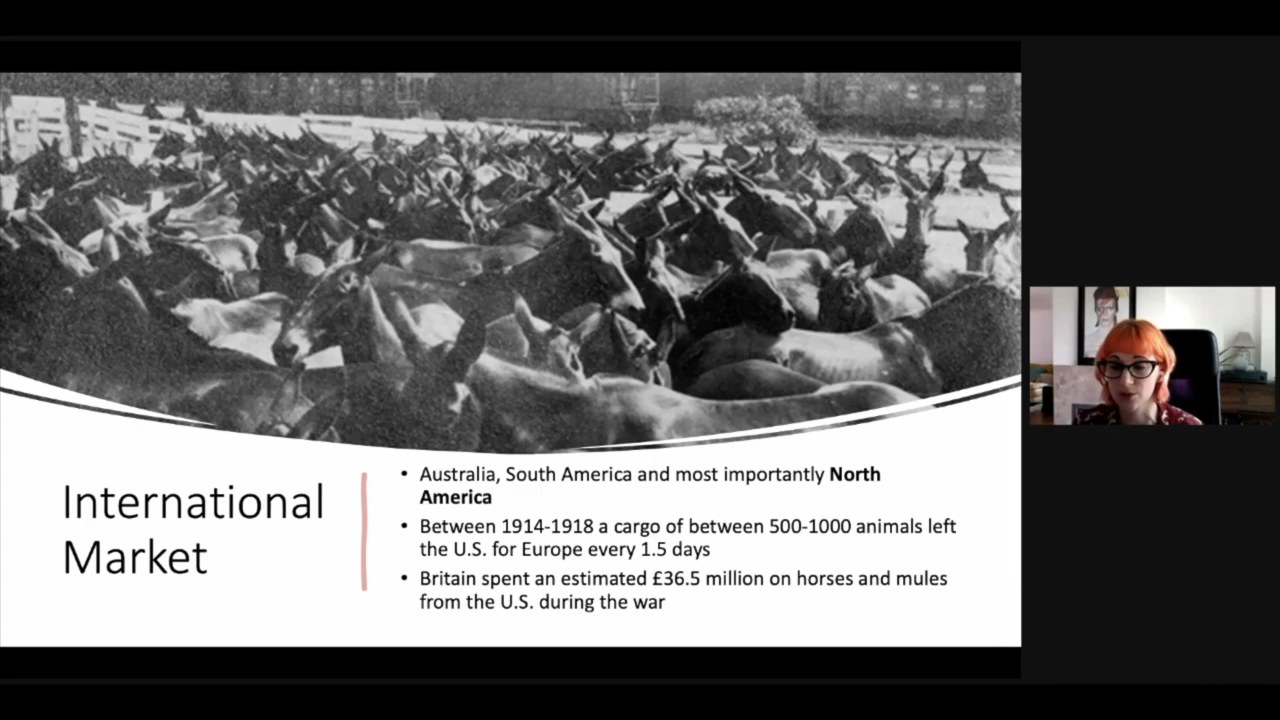 International
Market
• Australia, South America and most importantly North
America
• Between 1914-1918 a cargo of between 500-1000 animals left
the U.S. for Europe every 1.5 days
• Britain spent an estimated £36.5 million on horses and mules
from the U.S. during the war